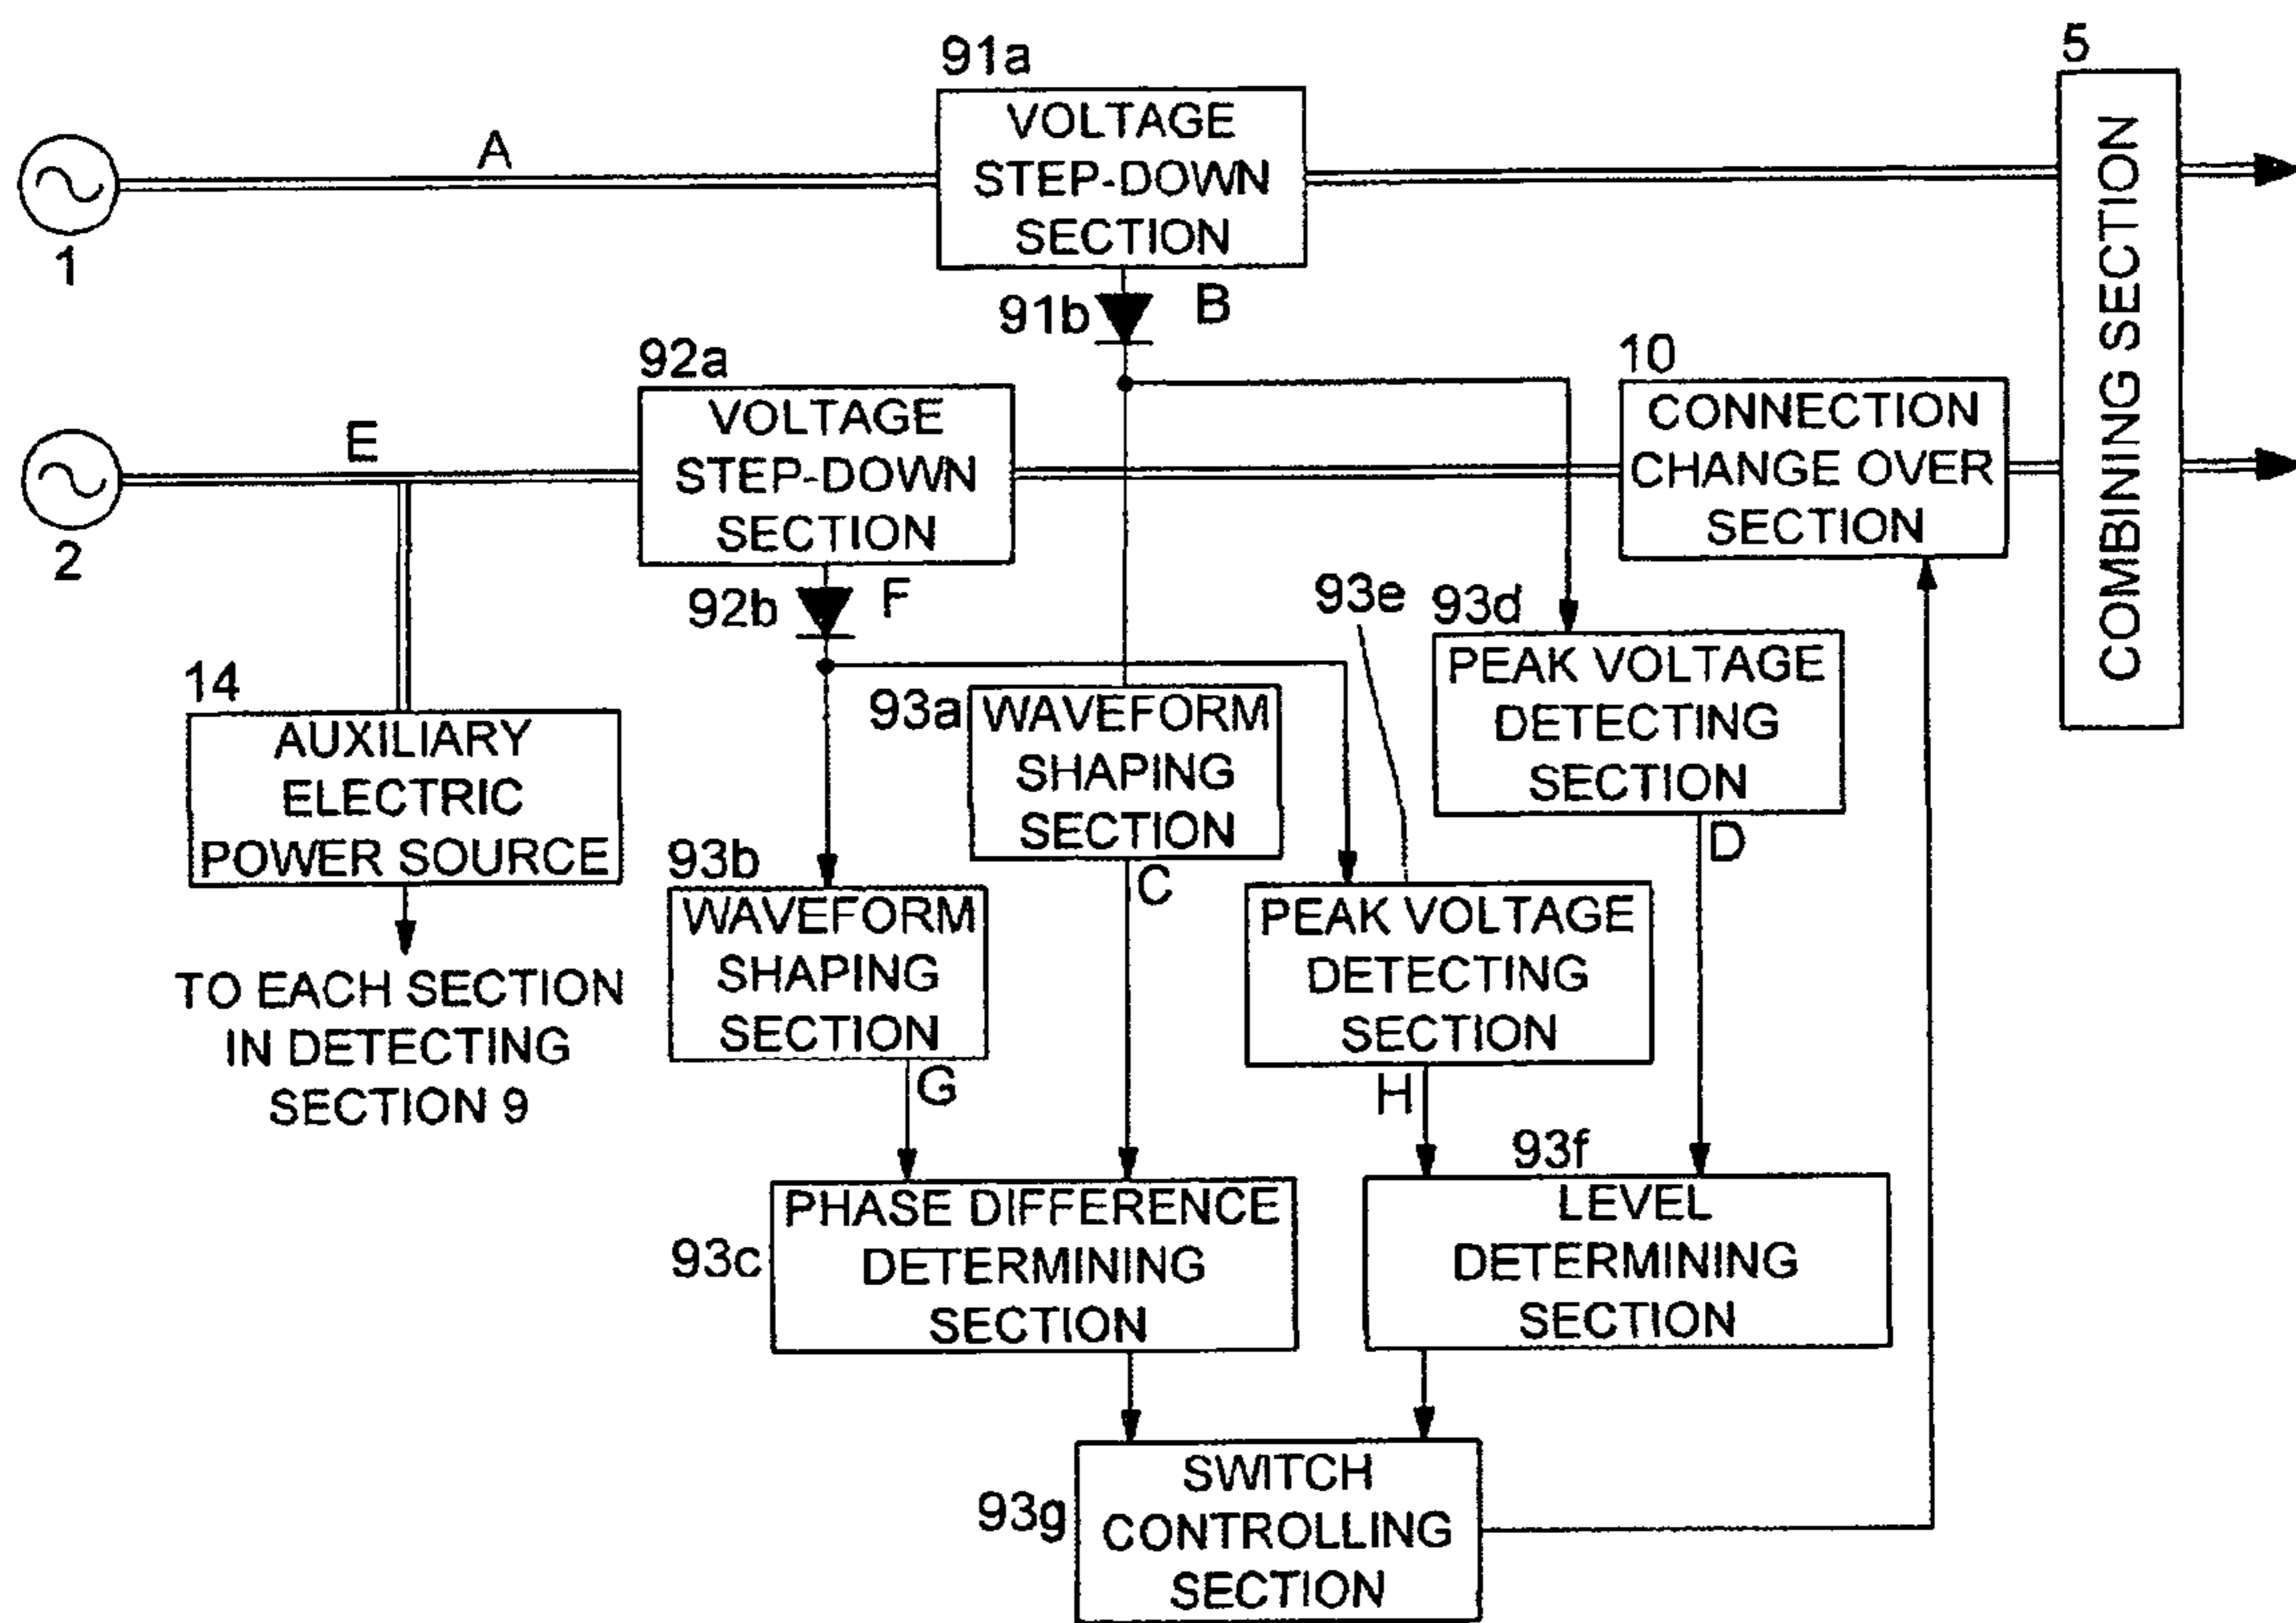 91a
5
VOLTAGE
STEP-DOWN
SECTION
A
1
COMBINING SECTION
91b
B
92a
10
VOLTAGE
STEP-DOWN
SECTION
CONNECTION
CHANGE OVER
SECTION
E
2
92b
F
93e
93d
14
AUXILIARY
ELECTRIC
POWER SOURCE
93a
WAVEFORM
SHAPING
SECTION
PEAK VOLTAGE
DETECTING
SECTION
93b
C
D
WAVEFORM
SHAPING
SECTION
PEAK VOLTAGE
DETECTING
SECTION
TO EACH SECTION
IN DETECTING
SECTION 9
G
H
93f
93c
PHASE DIFFERENCE
DETERMINING
SECTION
LEVEL
DETERMINING
SECTION
93g
SWITCH
CONTROLLING
SECTION